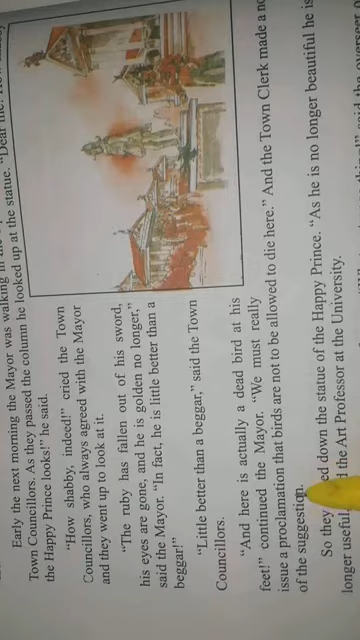 Early the next morning the Mayor was walking in the
Town Councillors. As they passed the column he looked up at the statue. "Dear me! How
the Happy Prince looks!" he said.
"How shabby, indeed!" cried the Town
Councillors, who always agreed with the Mayor
and they went up to look at it.
"The ruby has fallen out of his sword,
his eyes are gone, and he is golden no longer,"
said the Mayor. "In fact, he is little better than a
beggar!"
"Little better than a beggar," said the Town
Councillors.
"And here is actually a dead bird at his
feet!" continued the Mayor. "We must really
issue a proclamation that birds are not to be allowed to die here." And the Town Clerk made a
of the suggestion.
So they down the statue of the Happy Prince. "As he is no longer beautiful he is
longer useful, the Art Professor at the University.